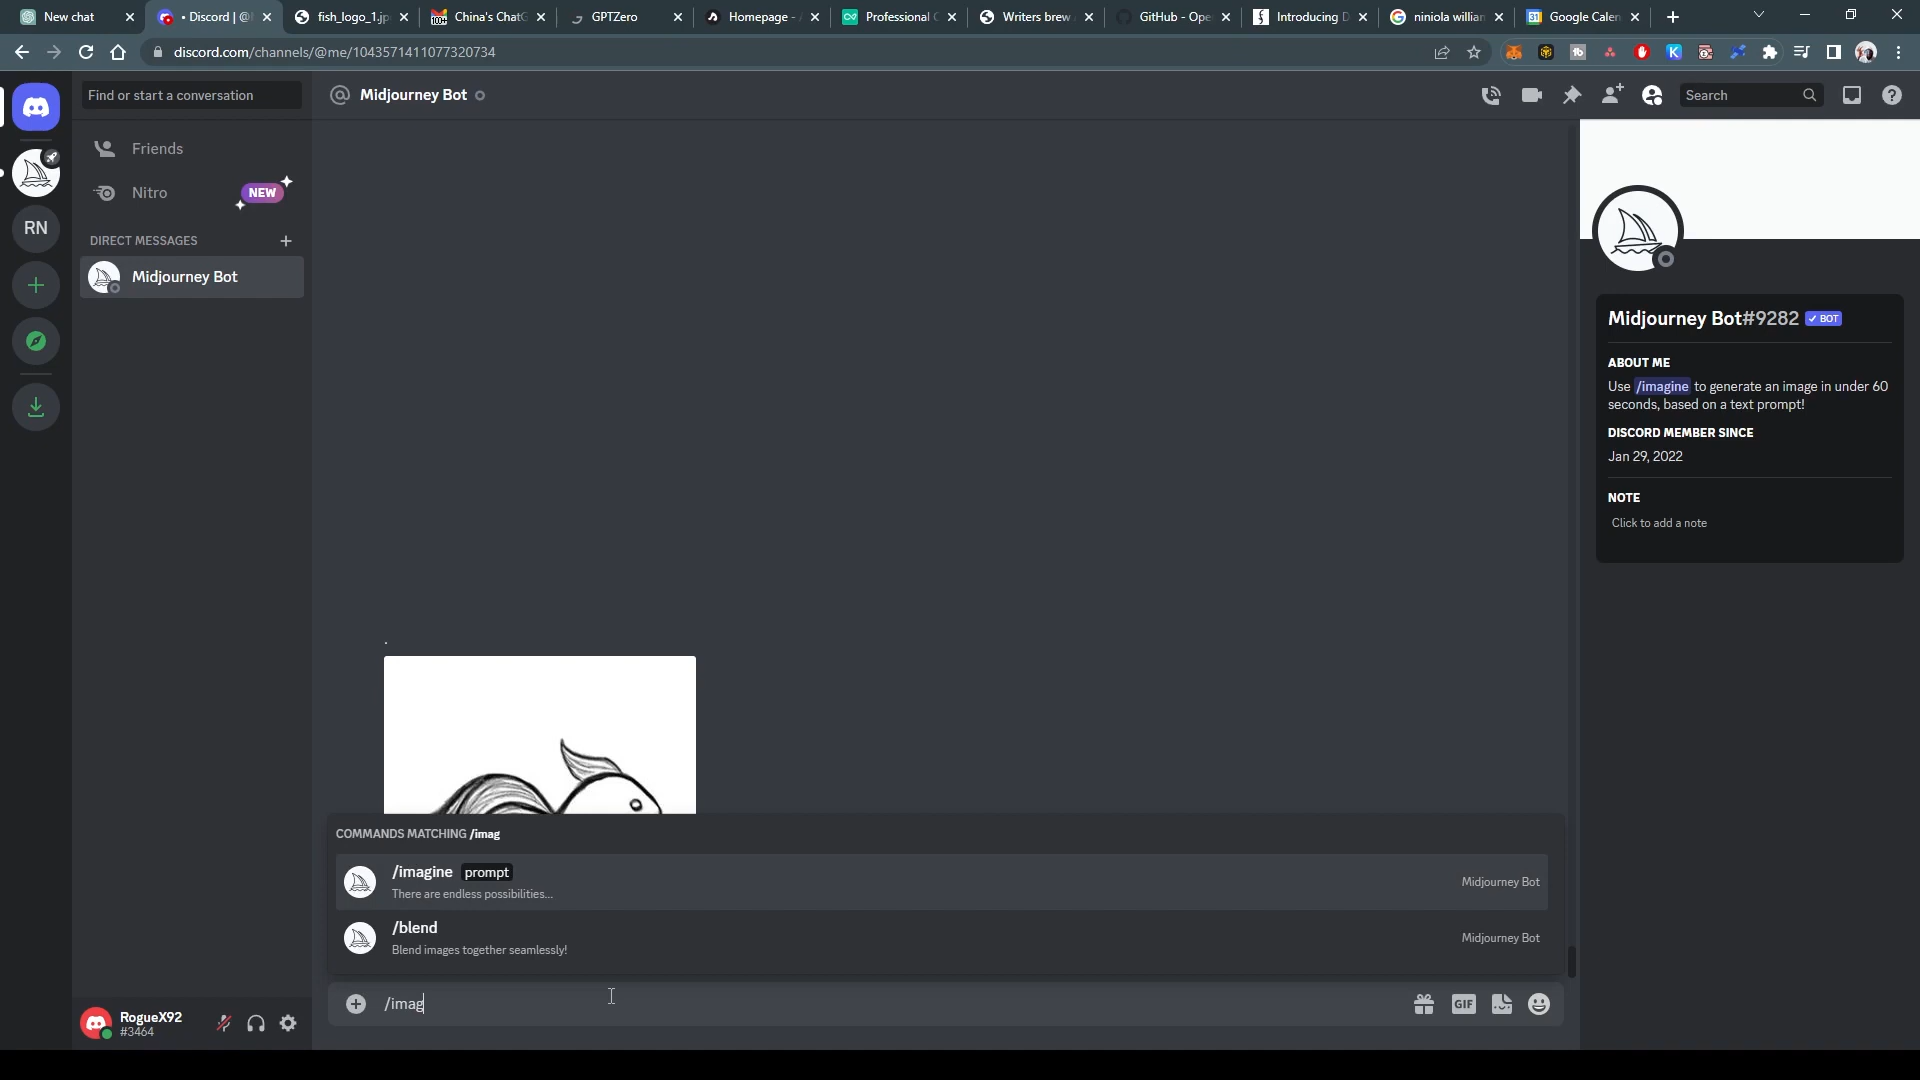 New chat
• Discord | @
fish_logo_1.jp
China's Chat
GPTZero
Homepage -
Professional
Writers brew
GitHub - Ope
Introducing D
niniola willian
Google Calen
discord.com/channels/@me/1043571411077320734
Find or start a conversation
Midjourney Bot
Search
Friends
Nitro
NEW
RN
DIRECT MESSAGES
Midjourney Bot
Midjourney Bot#9282 BOT
ABOUT ME
Use /imagine to generate an image in under 60
seconds, based on a text prompt!
DISCORD MEMBER SINCE
Jan 29, 2022
NOTE
Click to add a note
.
COMMANDS MATCHING /imag
/imagine prompt
There are endless possibilities...
Midjourney Bot
/blend
Blend images together seamlessly!
Midjourney Bot
/imag
GIF
RogueX92
#3464